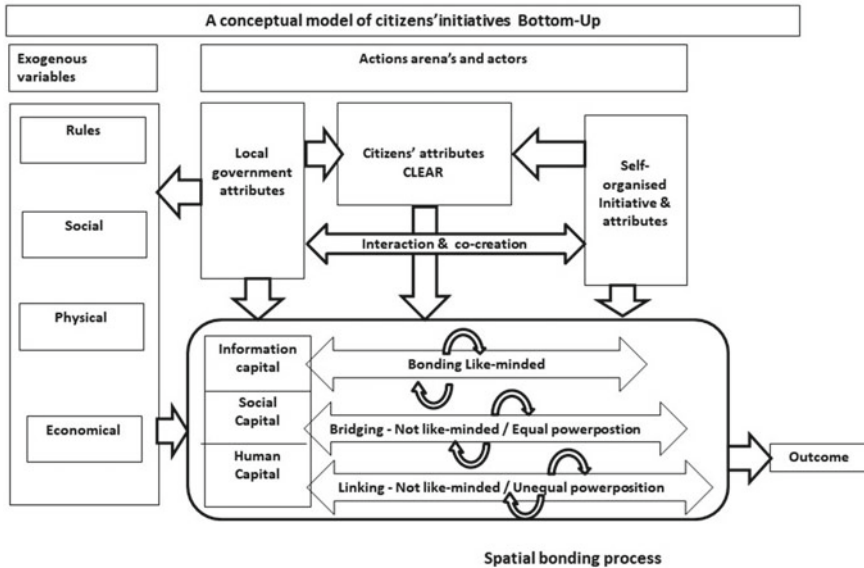 A conceptual model of citizens'initiatives Bottom-Up
Exogenous
variables
Actions arena's and actors
Rules
Social
Physical
Economical
Local
government
attributes
Citizens' attributes
CLEAR
Self-
organised
Initiative &
attributes
Interaction & co-creation
Information
capital
Social
Capital
Human
Capital
Bonding Like-minded
Bridging - Not like-minded / Equal powerpostion
Linking - Not like-minded / Unequal powerposition
Outcome
Spatial bonding process